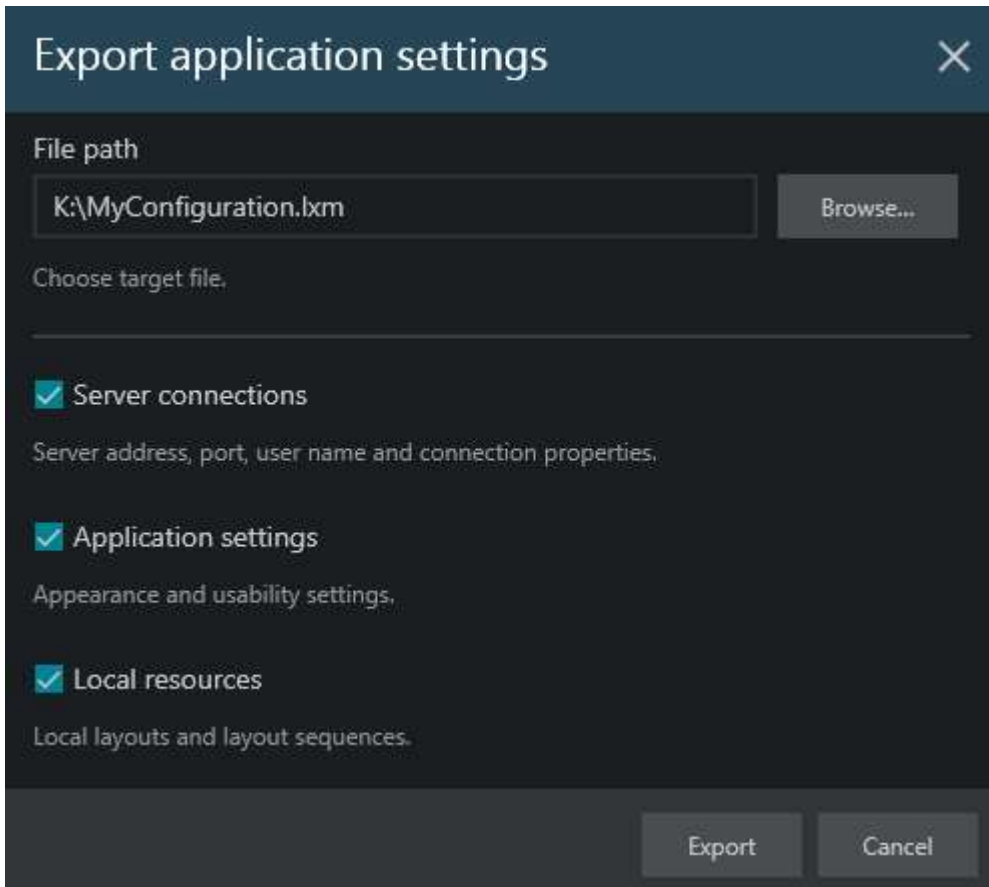 Export application settings
File path
K:\MyConfiguration.lxm
Browse...
Choose target file.
Server connections
Server address, port, user name and connection properties.
Application settings
Appearance and usability settings.
Local resources
Local layouts and layout sequences.
Export
Cancel